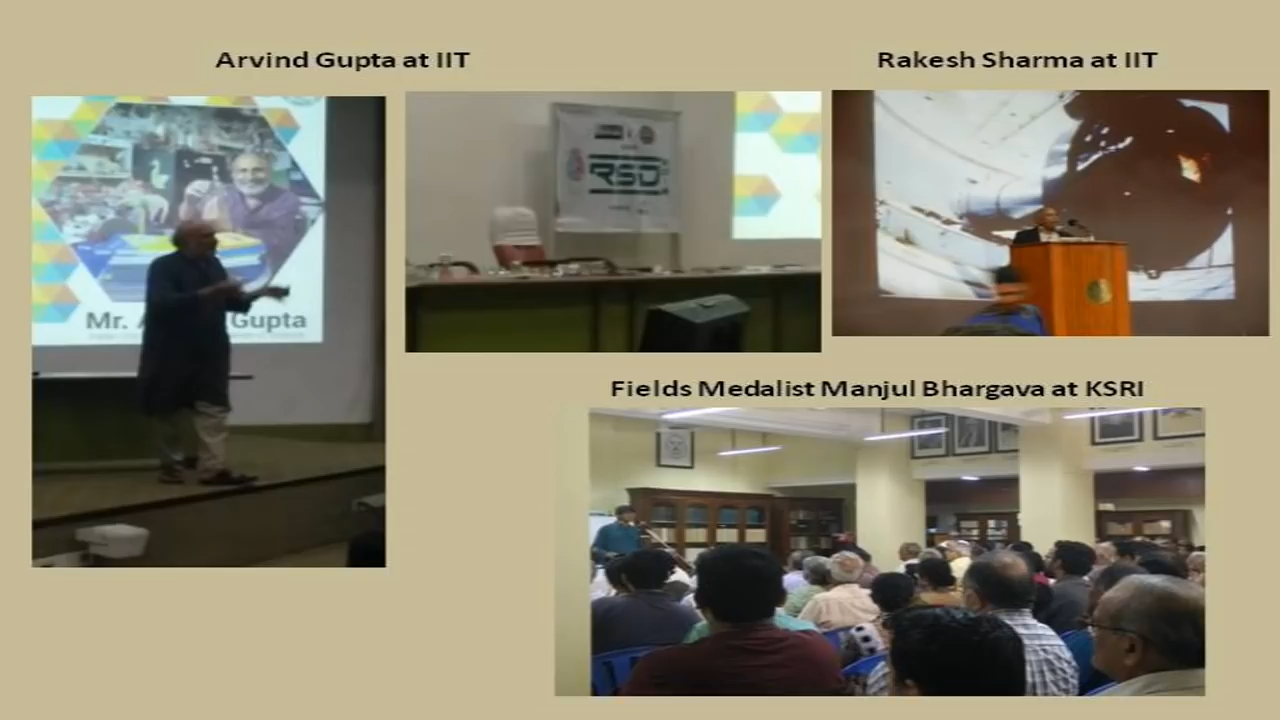 Arvind Gupta at IIT
Rakesh Sharma at IIT
Mr. Gupta
RSD
Fields Medalist Manjul Bhargava at KSRI